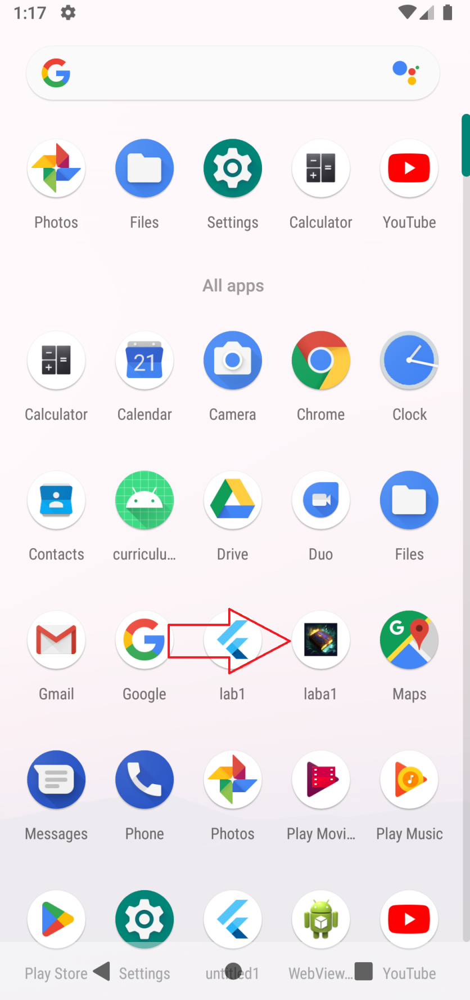 1:17
Photos Files Settings Calculator YouTube
All apps
21
Calculator Calendar Camera Chrome Clock
Contacts curriculu... Drive Duo Files
Gmail Google lab1 laba1 Maps
Messages Phone Photos Play Movi... Play Music
Play Store Settings untitled1 WebView... YouTube